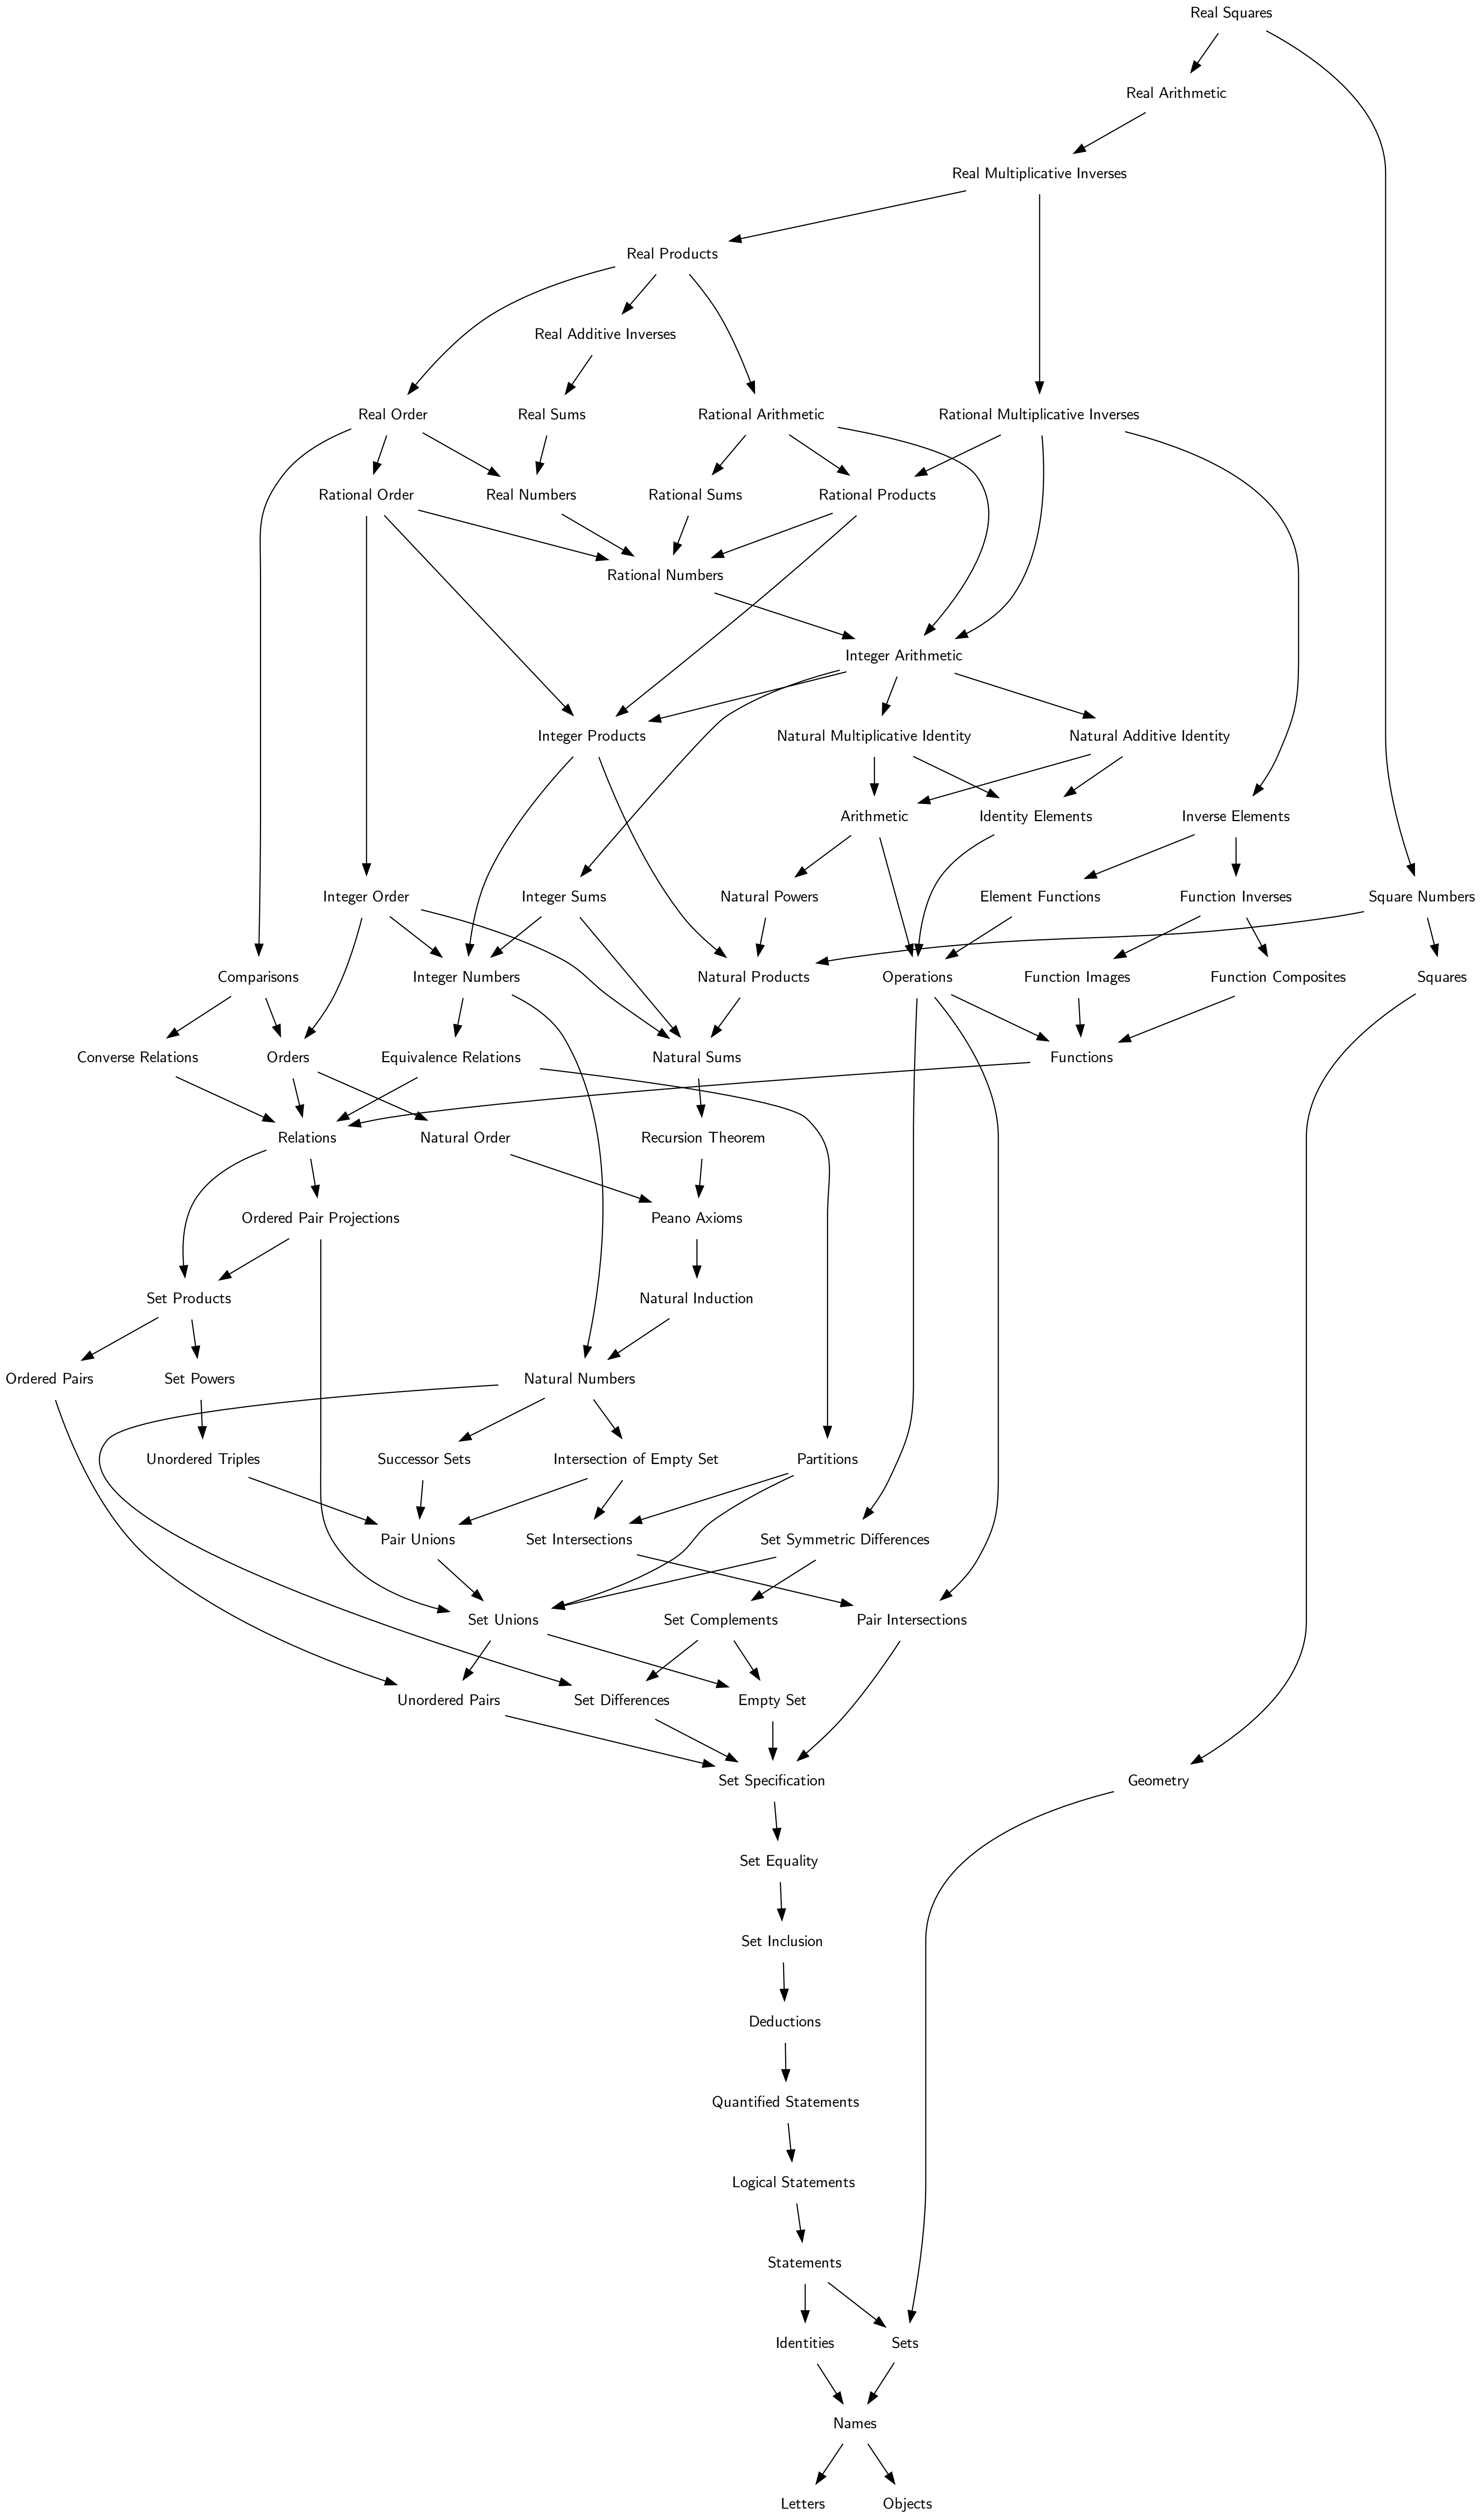 Real Squares
Real Arithmetic
Real Multiplicative Inverses
Real Products
Real Additive Inverses
Real Order
Real Sums
Rational Arithmetic
Rational Multiplicative Inverses
Rational Order
Real Numbers
Rational Sums
Rational Products
Rational Numbers
Integer Arithmetic
Integer Products
Natural Multiplicative Identity
Natural Additive Identity
Arithmetic
Identity Elements
Inverse Elements
Integer Order
Integer Sums
Natural Powers
Element Functions
Function Inverses
Square Numbers
Comparisons
Integer Numbers
Natural Products
Operations
Function Images
Function Composites
Squares
Converse Relations
Orders
Equivalence Relations
Natural Sums
Functions
Relations
Natural Order
Recursion Theorem
Ordered Pair Projections
Peano Axioms
Set Products
Natural Induction
Ordered Pairs
Set Powers
Natural Numbers
Unordered Triples
Successor Sets
Intersection of Empty Set
Partitions
Pair Unions
Set Intersections
Set Symmetric Differences
Set Unions
Set Complements
Pair Intersections
Unordered Pairs
Set Differences
Empty Set
Set Specification
Geometry
Set Equality
Set Inclusion
Deductions
Quantified Statements
Logical Statements
Statements
Identities
Sets
Names
Letters
Objects